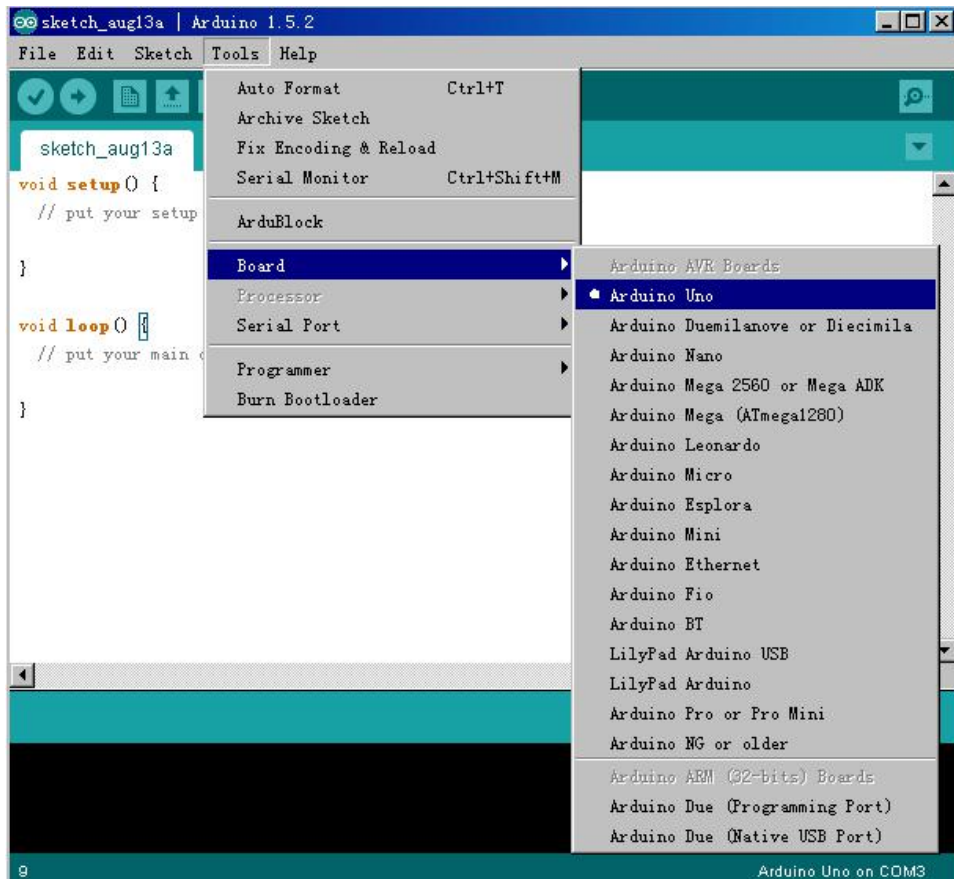 sketch_aug13a | Arduino 1.5.2
File Edit Sketch Tools Help
sketch_aug13a
void setup() {
// put your setup
}
void loop() {
// put your main
}
Auto Format Ctrl+T
Archive Sketch
Fix Encoding & Reload
Serial Monitor Ctrl+Shift+M
ArduBlock
Board
Processor
Serial Port
Programmer
Burn Bootloader
Arduino AVR Boards
Arduino Uno
Arduino Duemilanove or Diecimila
Arduino Nano
Arduino Mega 2560 or Mega ADK
Arduino Mega (ATmega1280)
Arduino Leonardo
Arduino Micro
Arduino Esplora
Arduino Mini
Arduino Ethernet
Arduino Fio
Arduino BT
LilyPad Arduino USB
LilyPad Arduino
Arduino Pro or Pro Mini
Arduino NG or older
Arduino ARM (32-bits) Boards
Arduino Due (Programming Port)
Arduino Due (Native USB Port)
9 Arduino Uno on COM3